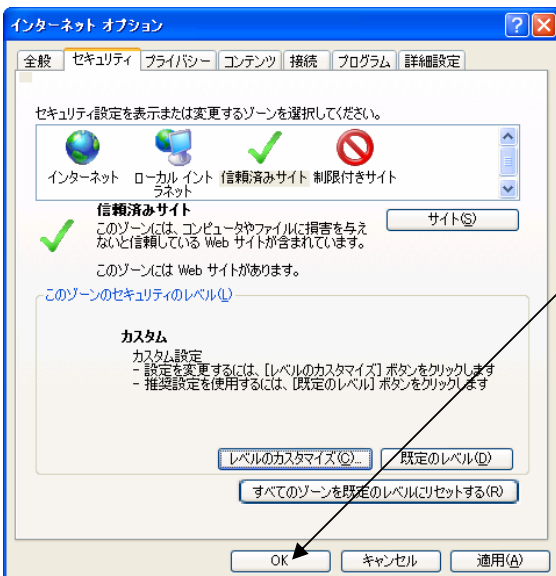 インターネット オプション
全般 セキュリティ プライバシー コンテンツ 接続 プログラム 詳細設定
セキュリティ設定を表示または変更するゾーンを選択してください。
インターネット ローカル イントラネット 信頼済みサイト 制限付きサイト
信頼済みサイト
サイト(S)
このゾーンには、コンピュータやファイルに損害を与え
ないと信頼している Web サイトが含まれています。
このゾーンには Web サイトがあります。
このゾーンのセキュリティのレベル(L)
カスタム
カスタム設定
- 設定を変更するには、[レベルのカスタマイズ] ボタンをクリックします
- 推奨設定を使用するには、[既定のレベル] ボタンをクリックします
レベルのカスタマイズ(C)... 既定のレベル(D)
すべてのゾーンを既定のレベルにリセットする(R)
OK キャンセル 適用(A)